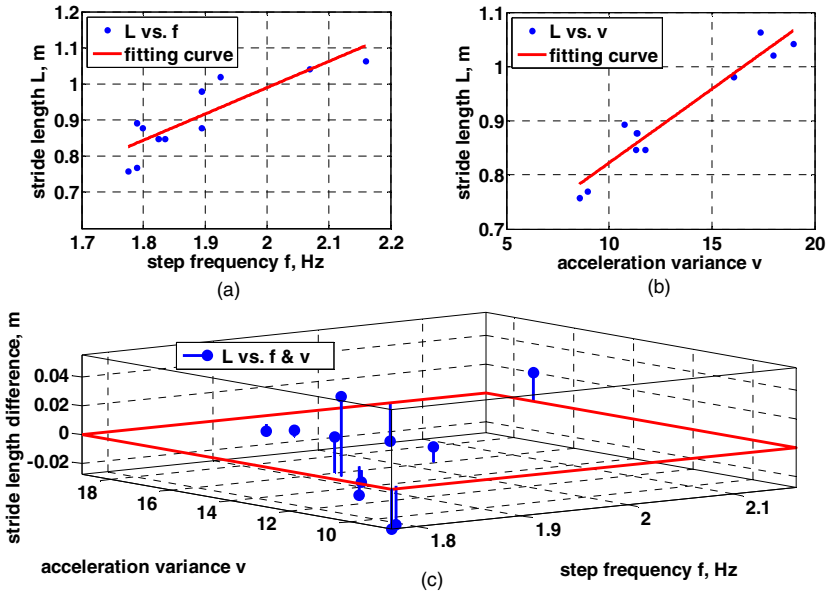 1.2
1.1
1
0.9
0.8
0.7
0.6
stride length L, m
L vs. f
fitting curve
1.7
1.8
1.9
2
2.1
2.2
step frequency f, Hz
(a)
1.1
1
0.9
0.8
0.7
stride length L, m
L vs. v
fitting curve
5
10
15
20
acceleration variance v
(b)
stride length difference, m
0.04
0.02
0
-0.02
L vs. f & v
18
16
14
12
10
1.8
1.9
2
2.1
acceleration variance v
step frequency f, Hz
(c)